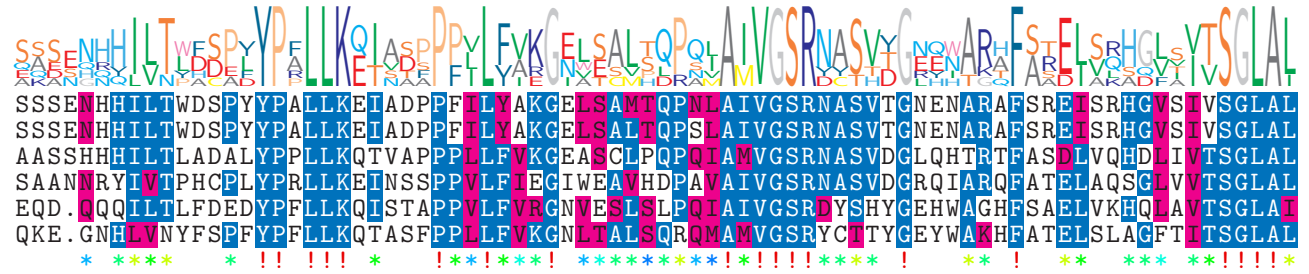 SSSENHHILTWDSPYYPALLKEIADPPFILYAKGELSAMTQPNLAIVGSRNASVTGNENARAFSREISRHGVSIVSGLAL
SSSENHHILTWDSPYYPALLKEIADPPFILYAKGELSALTQPSLAIVGSRNASVTGNENARAFSREISRHGVSIVSGLAL
AASSHHHILTLADALYPPLLKQTVAPPPLLFVKGEASCLPQPQIAMVGSRNASVDGLQHTRTFASDLVQHDLIVTSGLAL
SAANNRYIVTPHCPLYPRLLKEINSSPPVLFIEGIWEAVHDPAVAIVGSRNASVDGRQIARQFATELAQSGLVVTSGLAL
EQD.QQQILTLFDEDYPFLLKQISTAPPVLFVRGNVESLSLPQIAIVGSRDYSHYGEHWAGHFSAELVKHQLAVTSGLAI
QKE.GNHLVNYFSPFYPFLLKQTASFPPLLFVKGNLTALSQRQMAMVGSRYCTTYGEYWAKHFATELSLAGFTITSGLAL